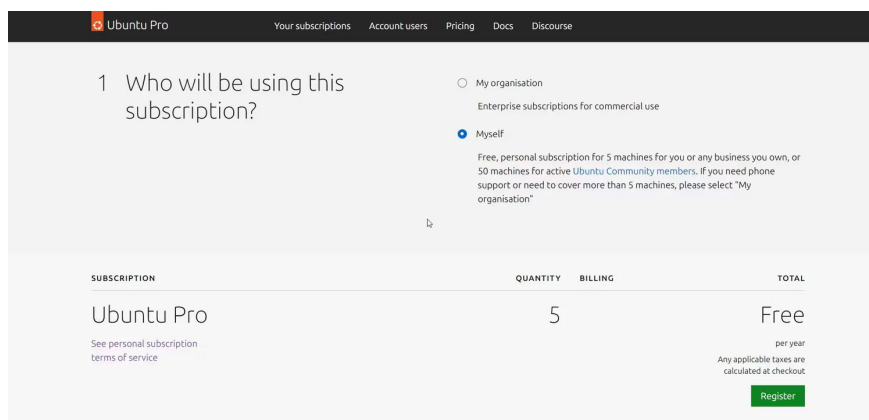 Ubuntu Pro
Your subscriptions
Account users
Pricing
Docs
Discourse
1 Who will be using this
subscription?
My organisation
Enterprise subscriptions for commercial use
Myself
Free, personal subscription for 5 machines for you or any business you own, or
50 machines for active Ubuntu Community members. If you need phone
support or need to cover more than 5 machines, please select "My
organisation"
SUBSCRIPTION
QUANTITY
BILLING
TOTAL
Ubuntu Pro
5
Free
See personal subscription
terms of service
per year
Any applicable taxes are
calculated at checkout
Register